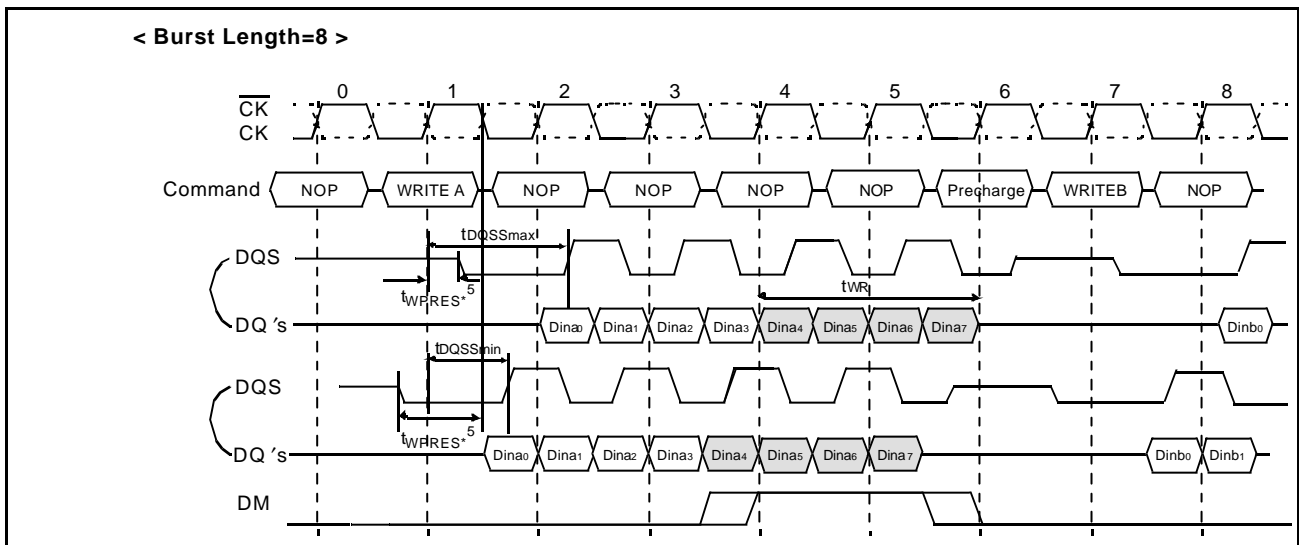 < Burst Length=8 >
0 1 2 3 4 5 6 7 8
CK
CK
Command NOP WRITE A NOP NOP NOP NOP Precharge WRITEB NOP
tDQSSmax
DQS
tWPRES*5
tWR
DQ's Dina0 Dina1 Dina2 Dina3 Dina4 Dina5 Dina6 Dina7 Dinb0
tDQSSmin
DQS
tWPRES*5
DQ's Dina0 Dina1 Dina2 Dina3 Dina4 Dina5 Dina6 Dina7 Dinb0 Dinb1
DM